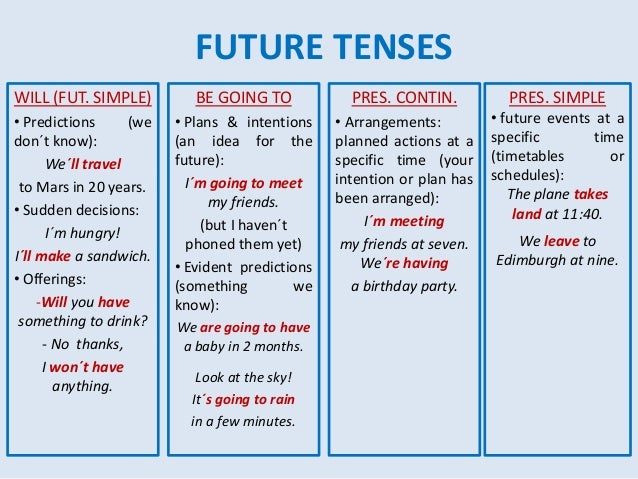 FUTURE TENSES
WILL (FUT. SIMPLE)
• Predictions (we
don´t know):
We´ll travel
to Mars in 20 years.
• Sudden decisions:
I´m hungry!
I´ll make a sandwich.
• Offerings:
-Will you have
something to drink?
- No thanks,
I won´t have
anything.
BE GOING TO
• Plans & intentions
(an idea for the
future):
I´m going to meet
my friends.
(but I haven´t
phoned them yet)
• Evident predictions
(something we
know):
We are going to have
a baby in 2 months.
Look at the sky!
It´s going to rain
in a few minutes.
PRES. CONTIN.
• Arrangements:
planned actions at a
specific time (your
intention or plan has
been arranged):
I´m meeting
my friends at seven.
We´re having
a birthday party.
PRES. SIMPLE
• future events at a
specific time
(timetables or
schedules):
The plane takes
land at 11:40.
We leave to
Edimburgh at nine.